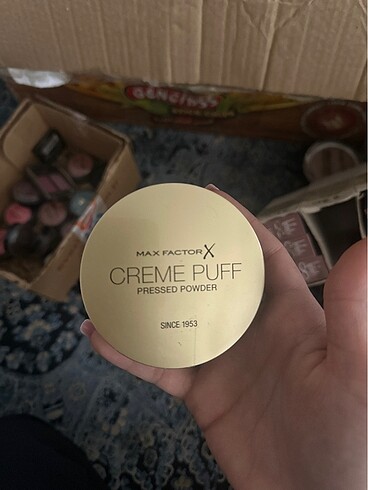 MAX FACTOR X
CREME PUFF
PRESSED POWDER
SINCE 1953